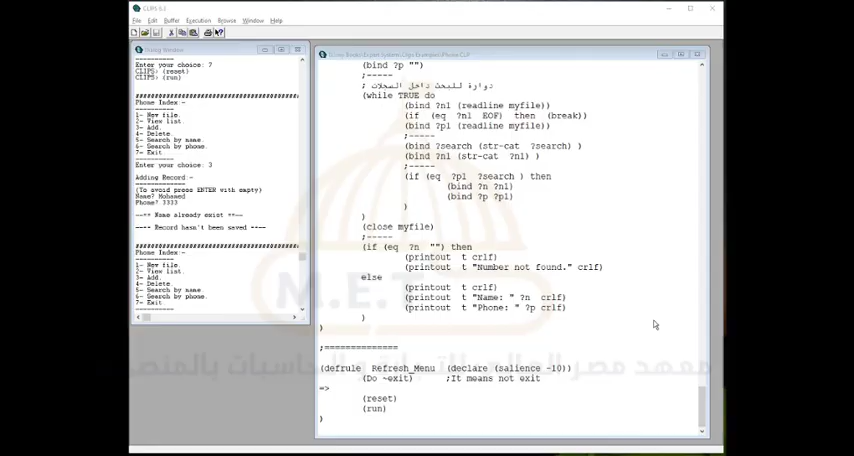 CLIPS 6.3
File Edit Buffer Execution Browse Window Help
Dialog Window
----------
Enter your choice: 7
CLIPS> (reset)
CLIPS> (run)
########################################
Phone Index:-
----------
1- New file.
2- View list.
3- Add.
4- Delete.
5- Search by name.
6- Search by phone.
7- Exit
----------
Enter your choice: 3
Adding Record:-
------------
(To avoid press ENTER with empty)
Name? Mohamed
Phone? 3333
--** Name already exist **--
---- Record hasn't been saved ----
########################################
Phone Index:-
----------
1- New file.
2- View list.
3- Add.
4- Delete.
5- Search by name.
6- Search by phone.
7- Exit
----------
(bind ?p "")
;-----
; دوارة للبحث داخل السجلات
(while TRUE do
(bind ?n1 (readline myfile))
(if (eq ?n1 EOF) then (break))
(bind ?p1 (readline myfile))
;-----
(bind ?search (str-cat ?search) )
(bind ?n1 (str-cat ?n1) )
;-----
(if (eq ?p1 ?search ) then
(bind ?n ?n1)
(bind ?p ?p1)
)
)
(close myfile)
;-----
(if (eq ?n "") then
(printout t crlf)
(printout t "Number not found." crlf)
else
(printout t crlf)
(printout t "Name: " ?n crlf)
(printout t "Phone: " ?p crlf)
)
)
;==============
(defrule Refresh_Menu (declare (salience -10))
(Do ~exit) ;It means not exit
=>
(reset)
(run)
)
M.E.T